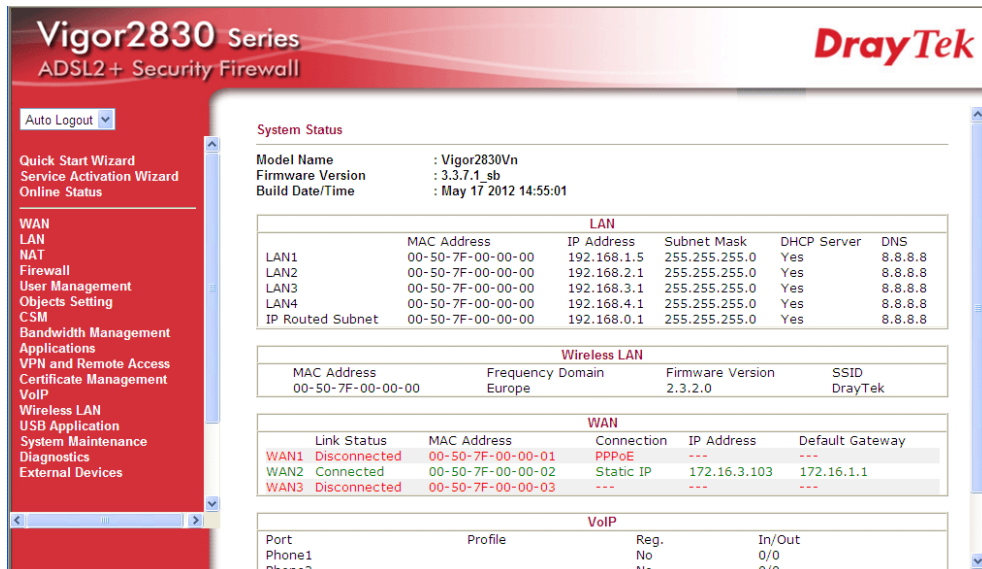 Vigor2830 Series
ADSL2+ Security Firewall
DrayTek
Auto Logout
Quick Start Wizard
Service Activation Wizard
Online Status
WAN
LAN
NAT
Firewall
User Management
Objects Setting
CSM
Bandwidth Management
Applications
VPN and Remote Access
Certificate Management
VoIP
Wireless LAN
USB Application
System Maintenance
Diagnostics
External Devices
System Status
Model Name : Vigor2830Vn
Firmware Version : 3.3.7.1_sb
Build Date/Time : May 17 2012 14:55:01
LAN
MAC Address IP Address Subnet Mask DHCP Server DNS
LAN1 00-50-7F-00-00-00 192.168.1.5 255.255.255.0 Yes 8.8.8.8
LAN2 00-50-7F-00-00-00 192.168.2.1 255.255.255.0 Yes 8.8.8.8
LAN3 00-50-7F-00-00-00 192.168.3.1 255.255.255.0 Yes 8.8.8.8
LAN4 00-50-7F-00-00-00 192.168.4.1 255.255.255.0 Yes 8.8.8.8
IP Routed Subnet 00-50-7F-00-00-00 192.168.0.1 255.255.255.0 Yes 8.8.8.8
Wireless LAN
MAC Address Frequency Domain Firmware Version SSID
00-50-7F-00-00-00 Europe 2.3.2.0 DrayTek
WAN
Link Status MAC Address Connection IP Address Default Gateway
WAN1 Disconnected 00-50-7F-00-00-01 PPPoE --- ---
WAN2 Connected 00-50-7F-00-00-02 Static IP 172.16.3.103 172.16.1.1
WAN3 Disconnected 00-50-7F-00-00-03 --- --- ---
VoIP
Port Profile Reg. In/Out
Phone1 No 0/0